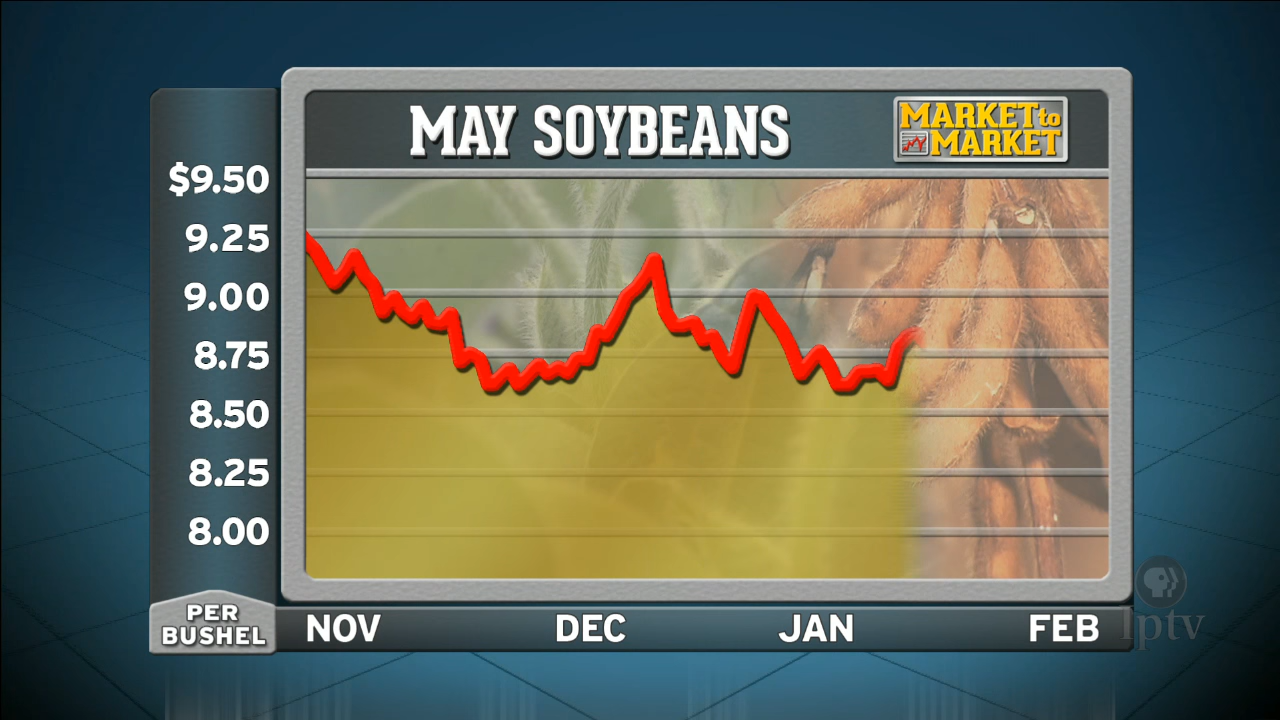 MAY SOYBEANS
MARKET to
MARKET
$9.50
9.25
9.00
8.75
8.50
8.25
8.00
PER
BUSHEL
NOV DEC JAN FEB
iptv